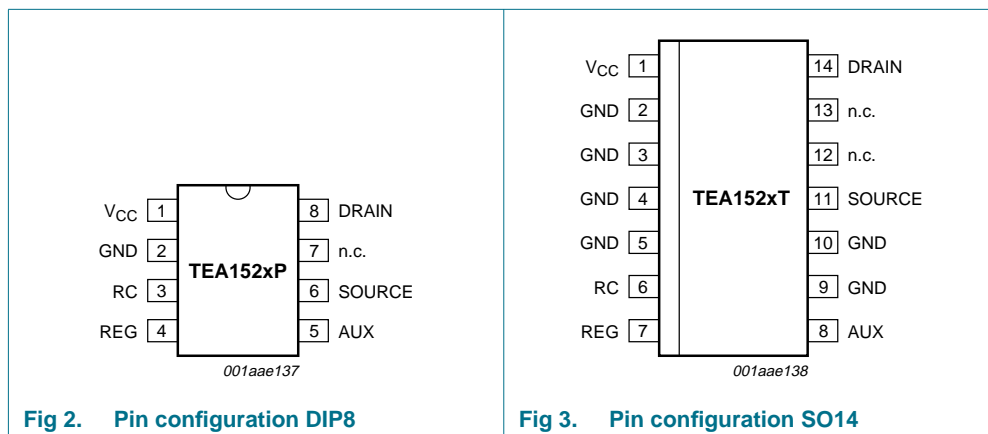 VCC 1
8 DRAIN
GND 2
7 n.c.
TEA152xP
RC 3
6 SOURCE
REG 4
5 AUX
001aae137
Fig 2. Pin configuration DIP8
VCC 1
14 DRAIN
GND 2
13 n.c.
GND 3
12 n.c.
GND 4
TEA152xT
11 SOURCE
GND 5
10 GND
RC 6
9 GND
REG 7
8 AUX
001aae138
Fig 3. Pin configuration SO14